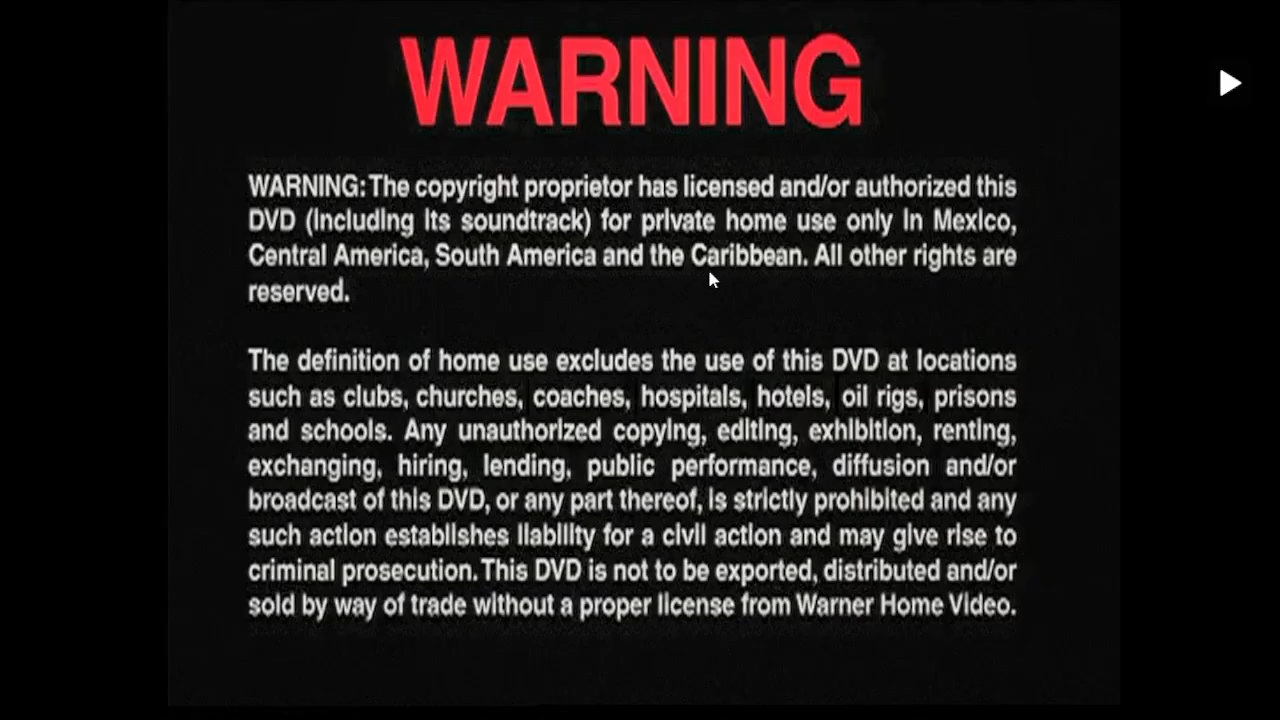 WARNING
WARNING: The copyright proprietor has licensed and/or authorized this
DVD (including its soundtrack) for private home use only in Mexico,
Central America, South America and the Caribbean. All other rights are
reserved.
The definition of home use excludes the use of this DVD at locations
such as clubs, churches, coaches, hospitals, hotels, oil rigs, prisons
and schools. Any unauthorized copying, editing, exhibition, renting,
exchanging, hiring, lending, public performance, diffusion and/or
broadcast of this DVD, or any part thereof, is strictly prohibited and any
such action establishes liability for a civil action and may give rise to
criminal prosecution. This DVD is not to be exported, distributed and/or
sold by way of trade without a proper license from Warner Home Video.